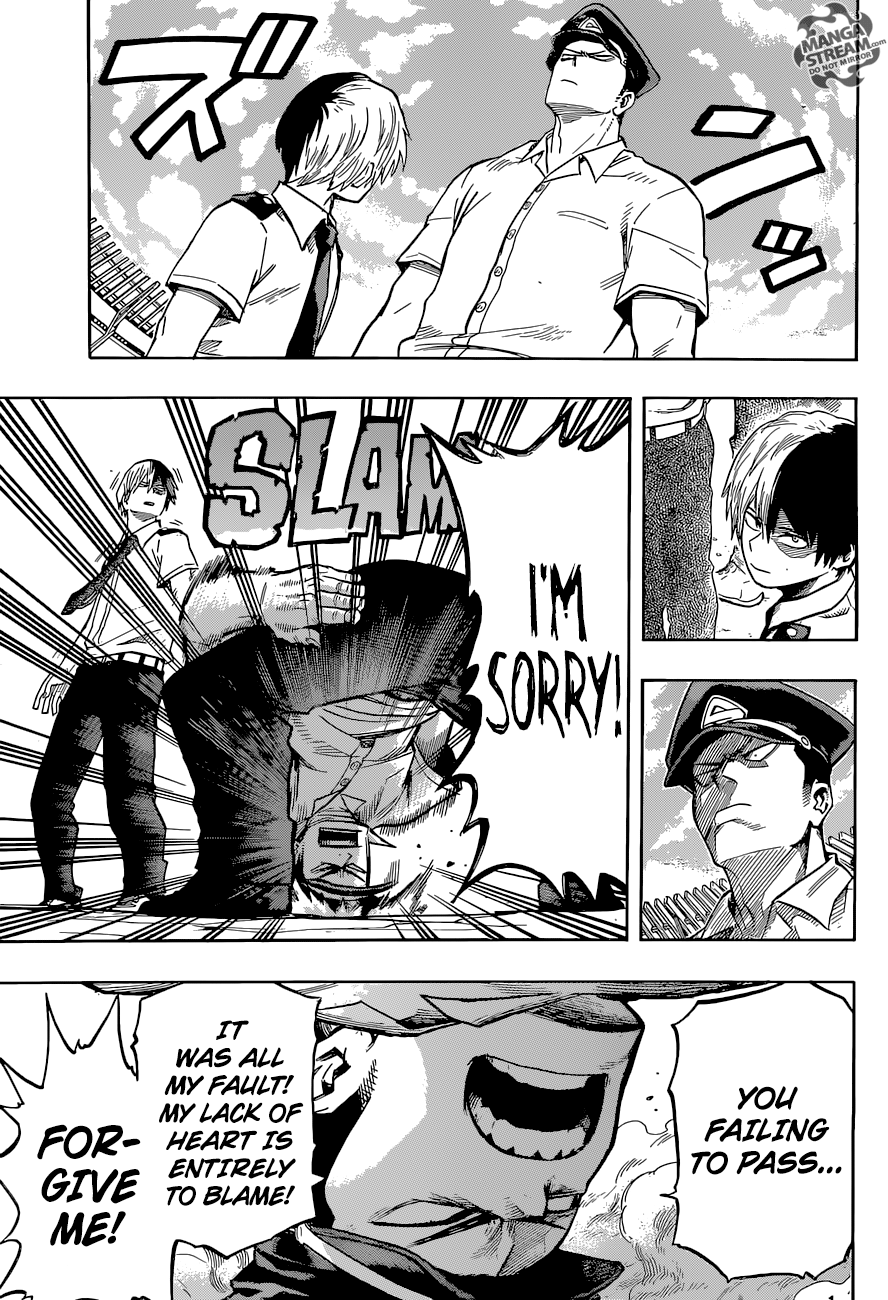 MANGA
STREAM.com
DO NOT MIRROR
ズ
ンッ
SLAM
I'M
SORRY!
YOU
FAILING
TO PASS...
IT
WAS ALL
MY FAULT!
MY LACK OF
HEART IS
ENTIRELY
TO BLAME!
FOR-
GIVE
ME!